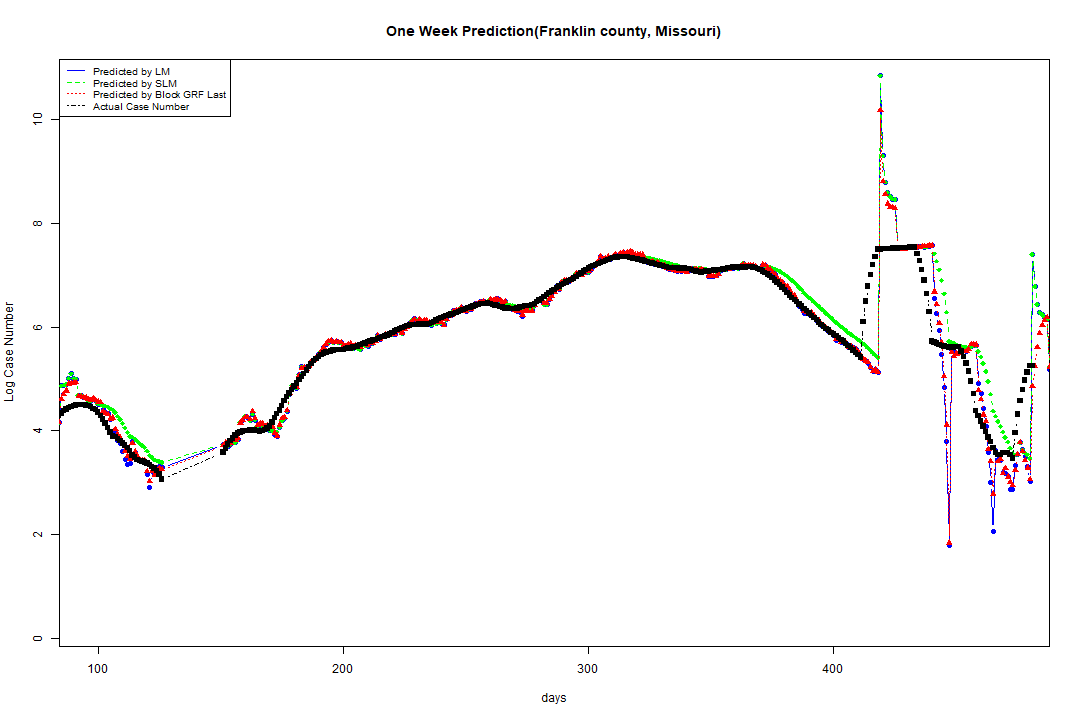 One Week Prediction(Franklin county, Missouri)
Predicted by LM
Predicted by SLM
Predicted by Block GRF Last
Actual Case Number
Log Case Number
10
8
6
4
2
0
100 200 300 400
days